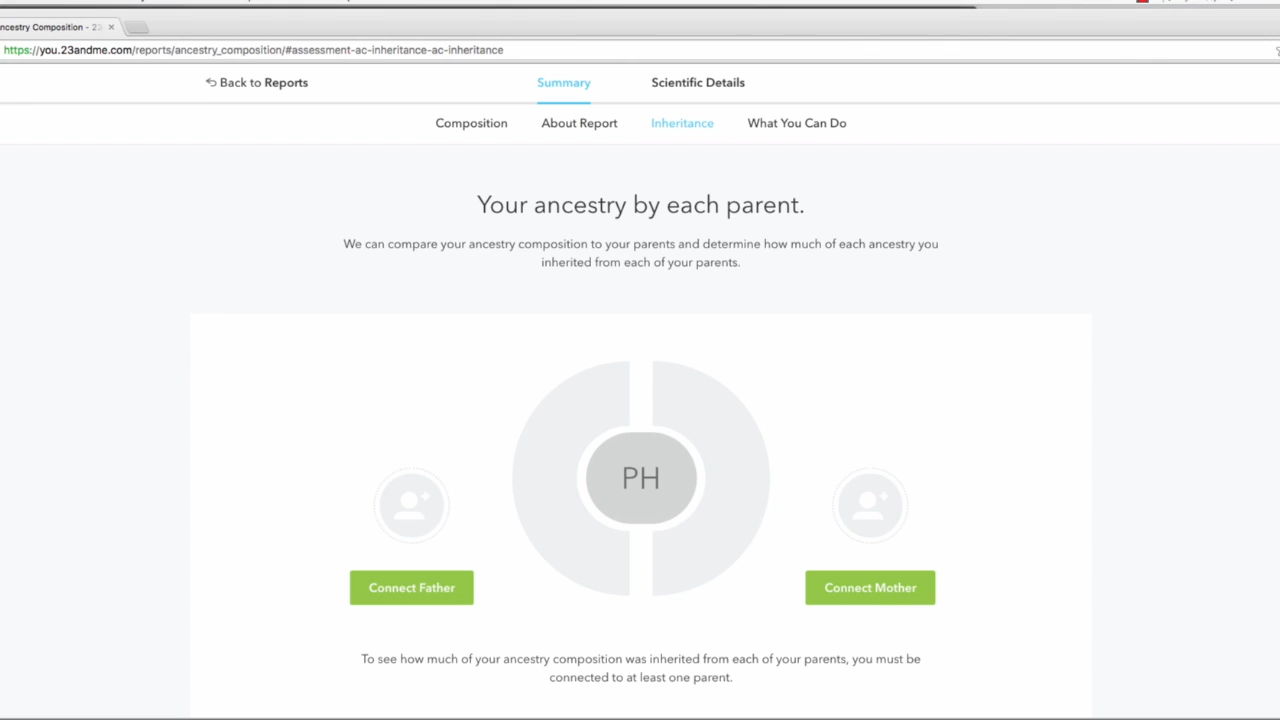 ncestry Composition - 23
https://you.23andme.com/reports/ancestry_composition/#assessment-ac-inheritance-ac-inheritance
Back to Reports
Summary
Scientific Details
Composition
About Report
Inheritance
What You Can Do
Your ancestry by each parent.
We can compare your ancestry composition to your parents and determine how much of each ancestry you
inherited from each of your parents.
PH
Connect Father
Connect Mother
To see how much of your ancestry composition was inherited from each of your parents, you must be
connected to at least one parent.